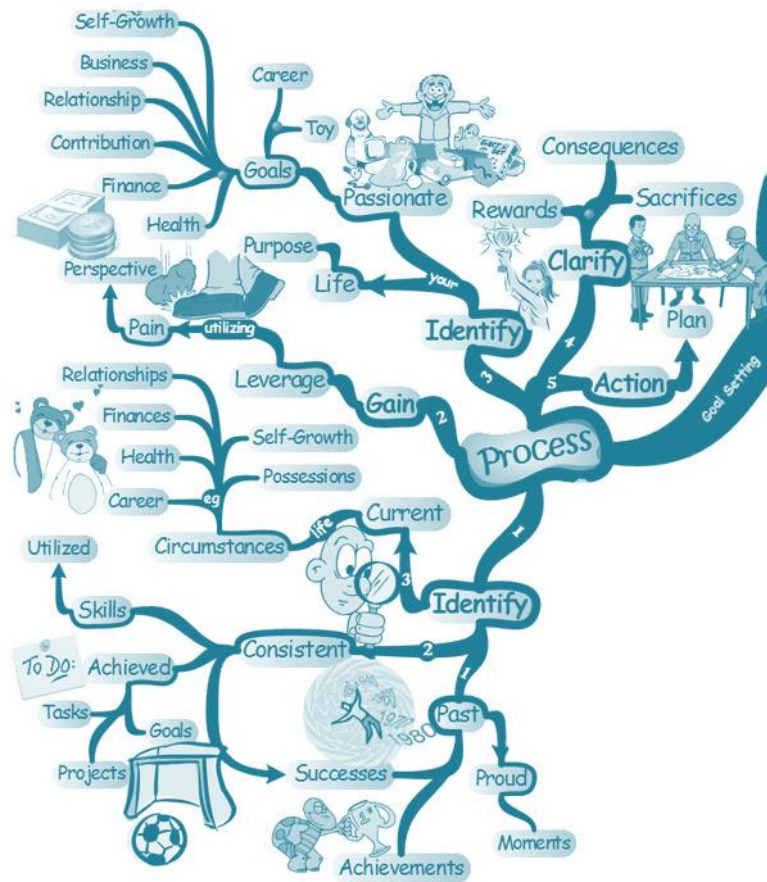 Self-Growth
Business
Relationship
Contribution
Finance
Health
Goals
Career
Toy
Passionate
Purpose
Life
your
Identify
3
Consequences
Rewards
Sacrifices
Clarify
4
Plan
Action
5
Goal Setting
Process
Perspective
Pain
utilizing
Leverage
Gain
2
Relationships
Finances
Health
Career
eg
Self-Growth
Possessions
Circumstances
life
Current
3
Identify
1
Utilized
Skills
Consistent
2
TO DO:
Achieved
Tasks
Goals
Projects
1
Past
1977
1980
Successes
Proud
Achievements
Moments